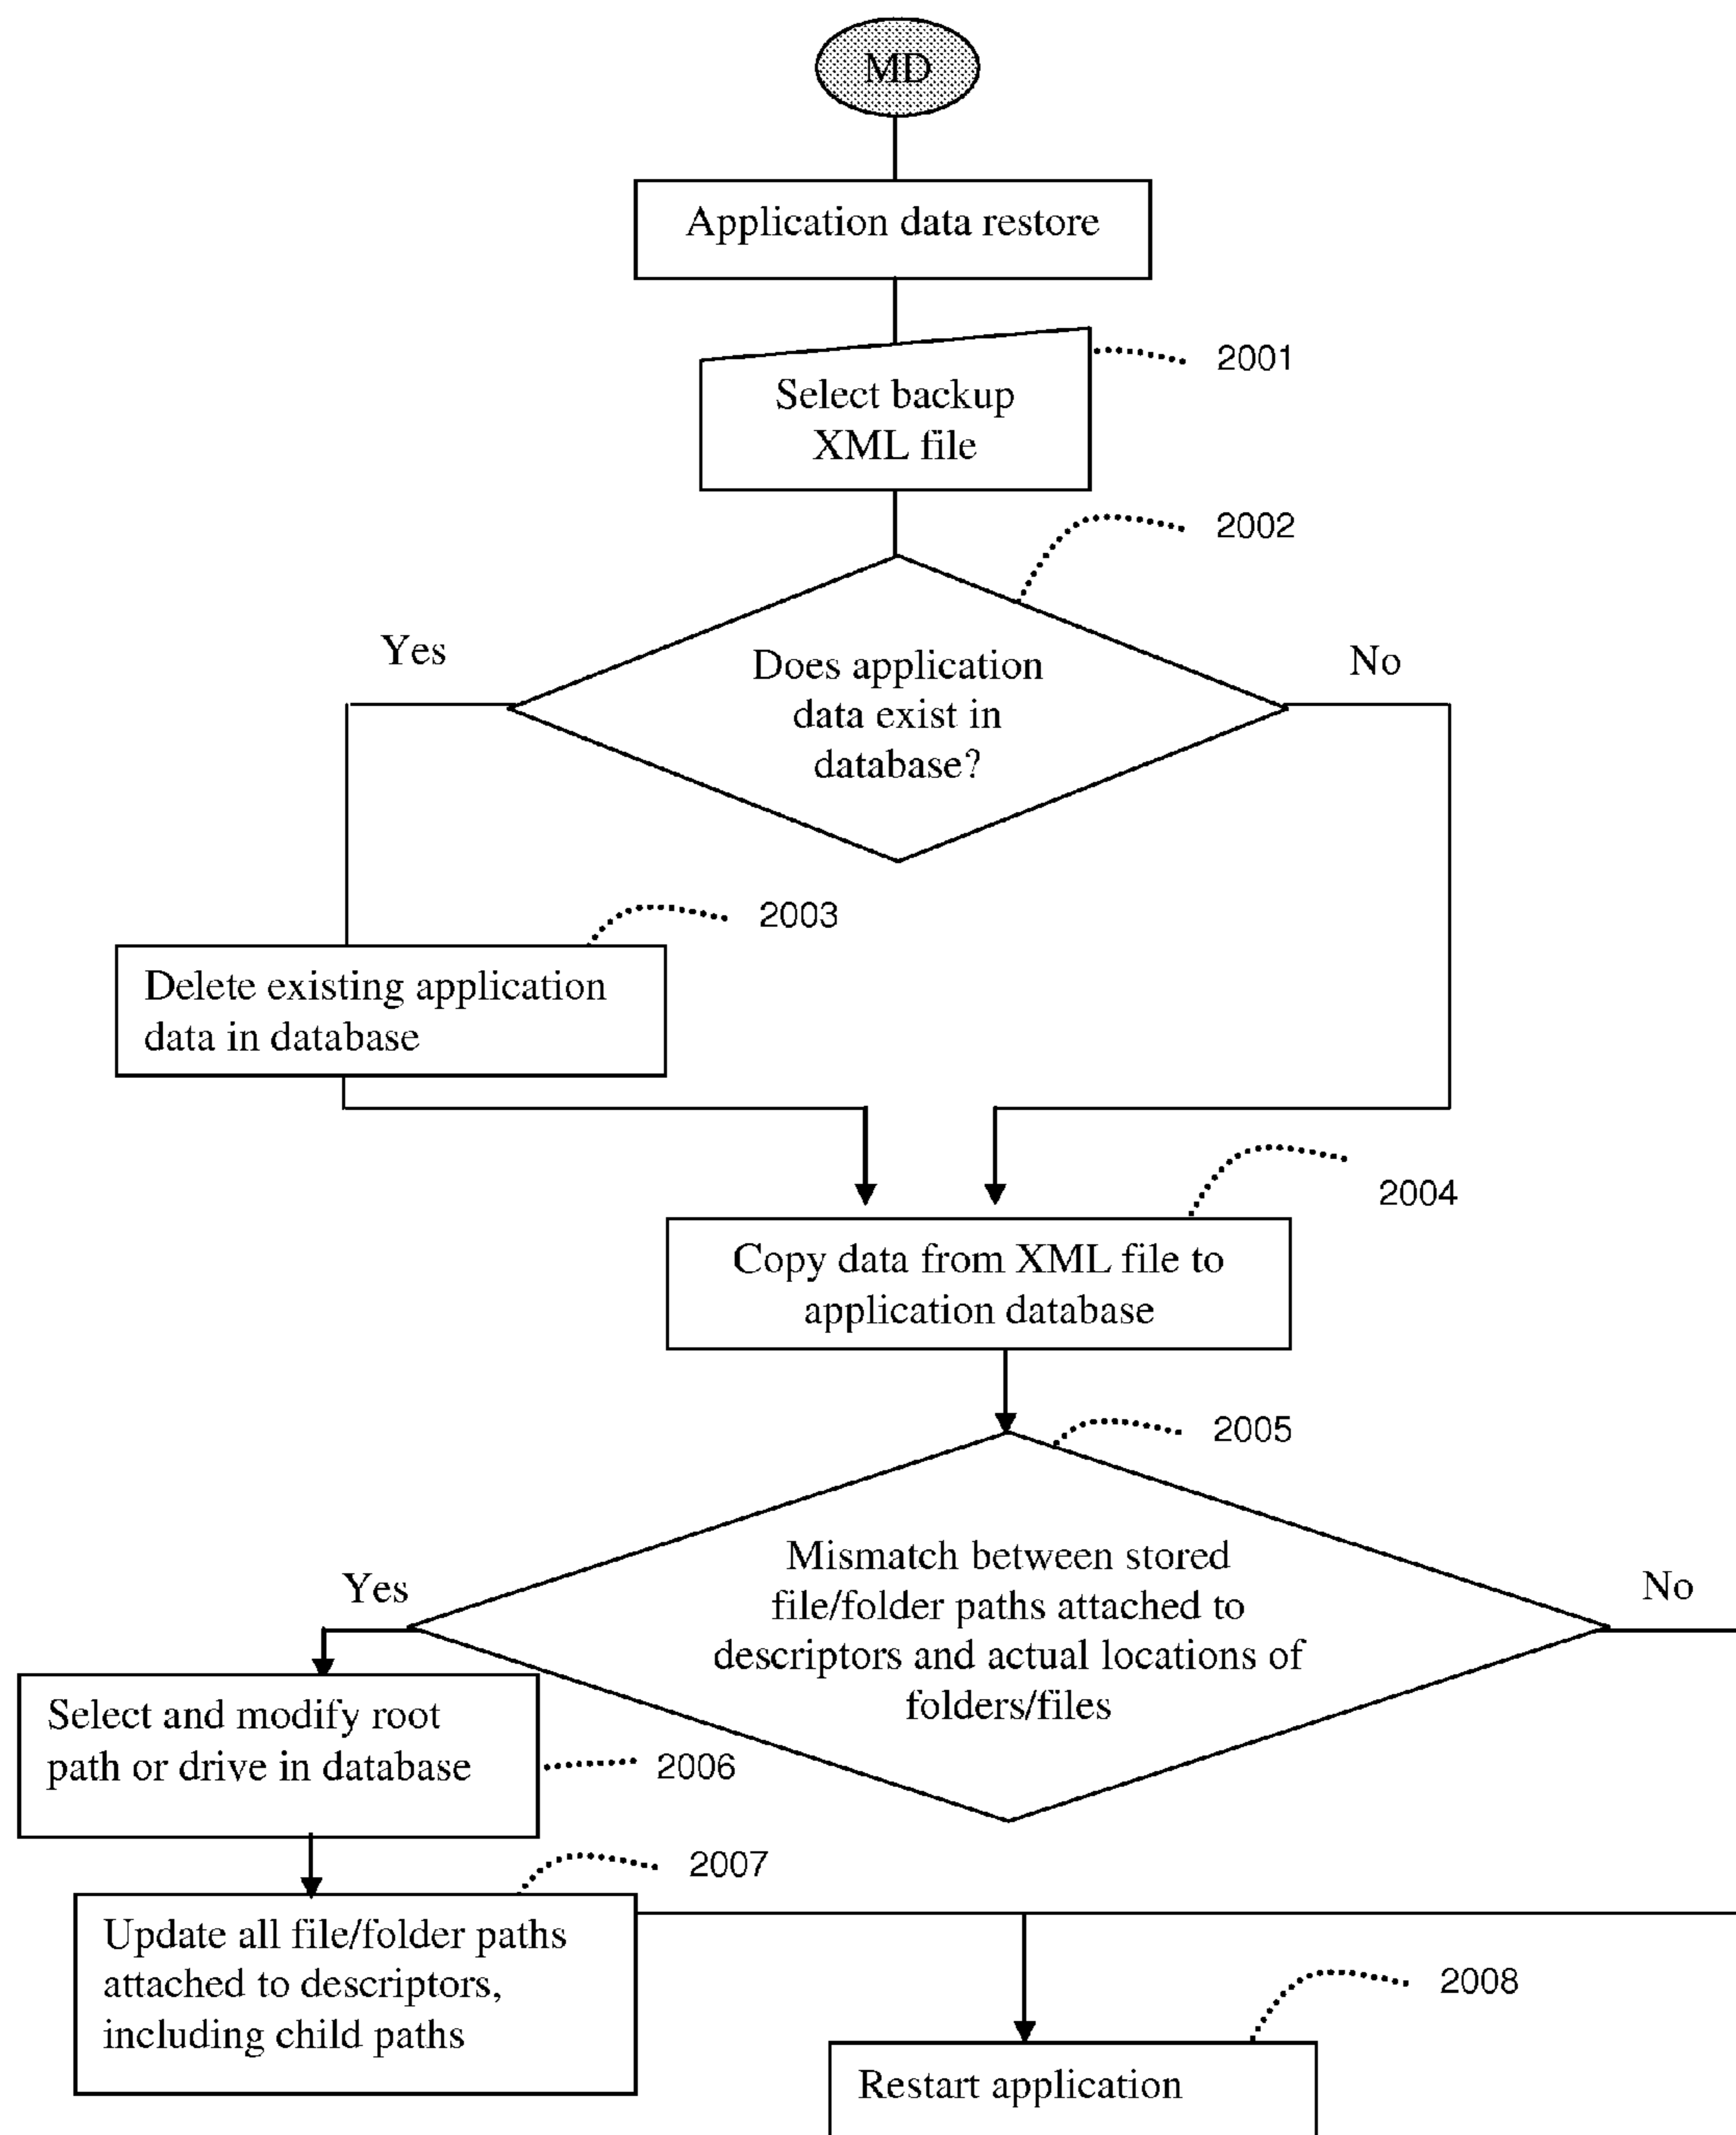 MD
Application data restore
2001
Select backup
XML file
2002
Yes
No
Does application
data exist in
database?
2003
Delete existing application
data in database
2004
Copy data from XML file to
application database
2005
Mismatch between stored
file/folder paths attached to
descriptors and actual locations of
folders/files
Yes
No
Select and modify root
path or drive in database
2006
2007
Update all file/folder paths
attached to descriptors,
including child paths
2008
Restart application